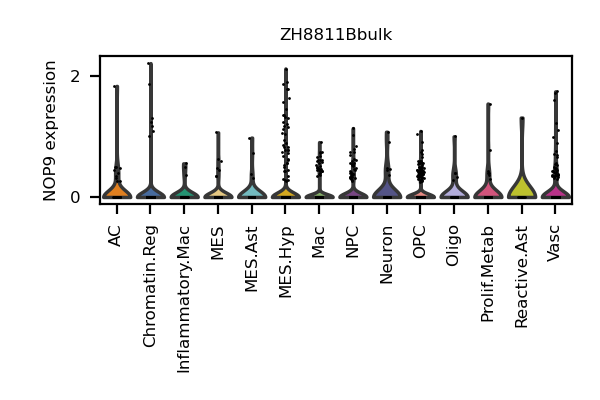 ZH8811Bbulk
NOP9 expression
2
0
AC
Chromatin.Reg
Inflammatory.Mac
MES
MES.Ast
MES.Hyp
Mac
NPC
Neuron
OPC
Oligo
Prolif.Metab
Reactive.Ast
Vasc